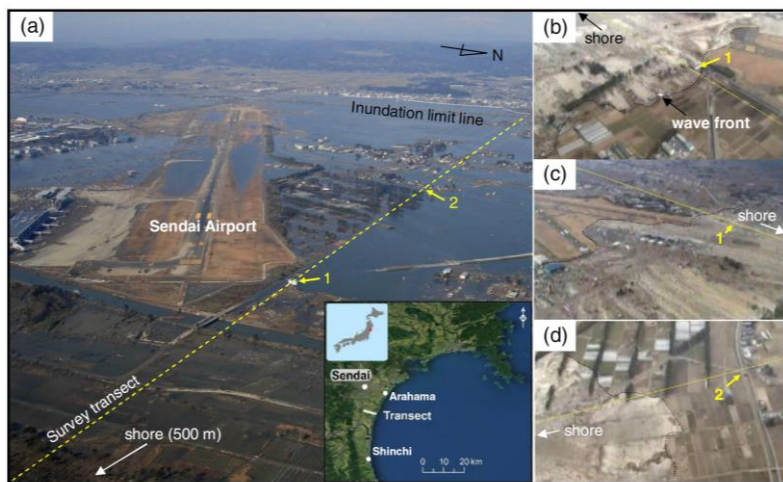 (a)
N
Inundation limit line
2
Sendai Airport
1
Survey transect
shore (500 m)
N
Sendai
Arahama
Transect
Shinchi
0 10 20 km
(b)
shore
1
wave front
(c)
shore
1
(d)
2
shore